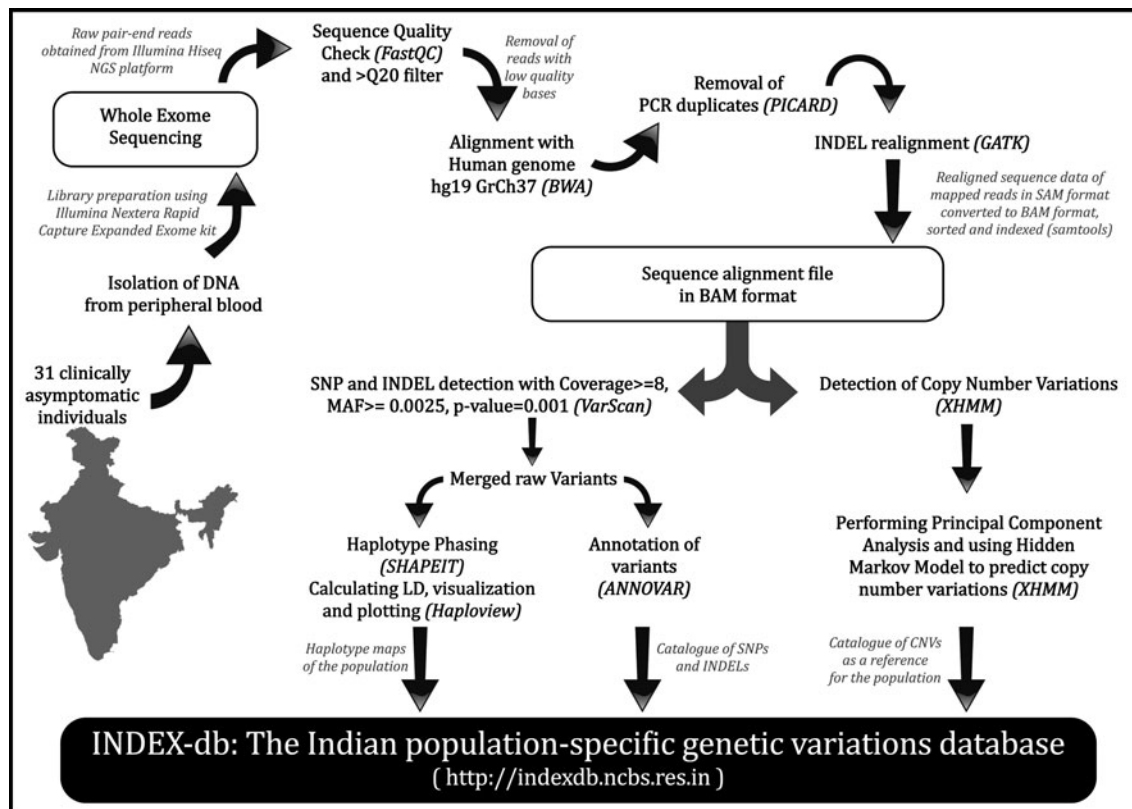 Raw pair-end reads
obtained from Illumina Hiseq
NGS platform
Sequence Quality
Check (FastQC)
and >Q20 filter
Removal of
reads with
low quality
bases
Removal of
PCR duplicates (PICARD)
Whole Exome
Sequencing
Alignment with
Human genome
hg19 GrCh37 (BWA)
INDEL realignment (GATK)
Library preparation using
Illumina Nextera Rapid
Capture Expanded Exome kit
Realigned sequence data of
mapped reads in SAM format
converted to BAM format,
sorted and indexed (samtools)
Isolation of DNA
from peripheral blood
Sequence alignment file
in BAM format
31 clinically
asymptomatic
individuals
SNP and INDEL detection with Coverage>=8,
MAF>= 0.0025, p-value=0.001 (VarScan)
Detection of Copy Number Variations
(XHMM)
Merged raw Variants
Haplotype Phasing
(SHAPEIT)
Calculating LD, visualization
and plotting (Haploview)
Annotation of
variants
(ANNOVAR)
Performing Principal Component
Analysis and using Hidden
Markov Model to predict copy
number variations (XHMM)
Haplotype maps
of the population
Catalogue of SNPs
and INDELs
Catalogue of CNVs
as a reference
for the population
INDEX-db: The Indian population-specific genetic variations database
( http://indexdb.ncbs.res.in )